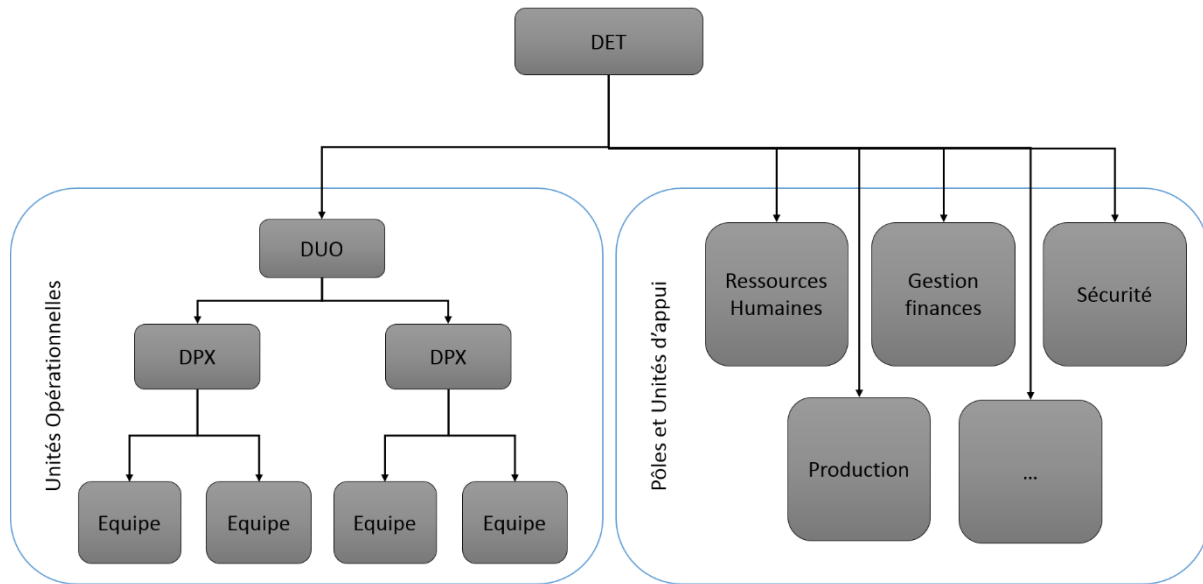 DET
Unités Opérationnelles
DUO
DPX
DPX
Equipe
Equipe
Equipe
Equipe
Pôles et Unités d’appui
Ressources
Humaines
Gestion
finances
Sécurité
Production
...